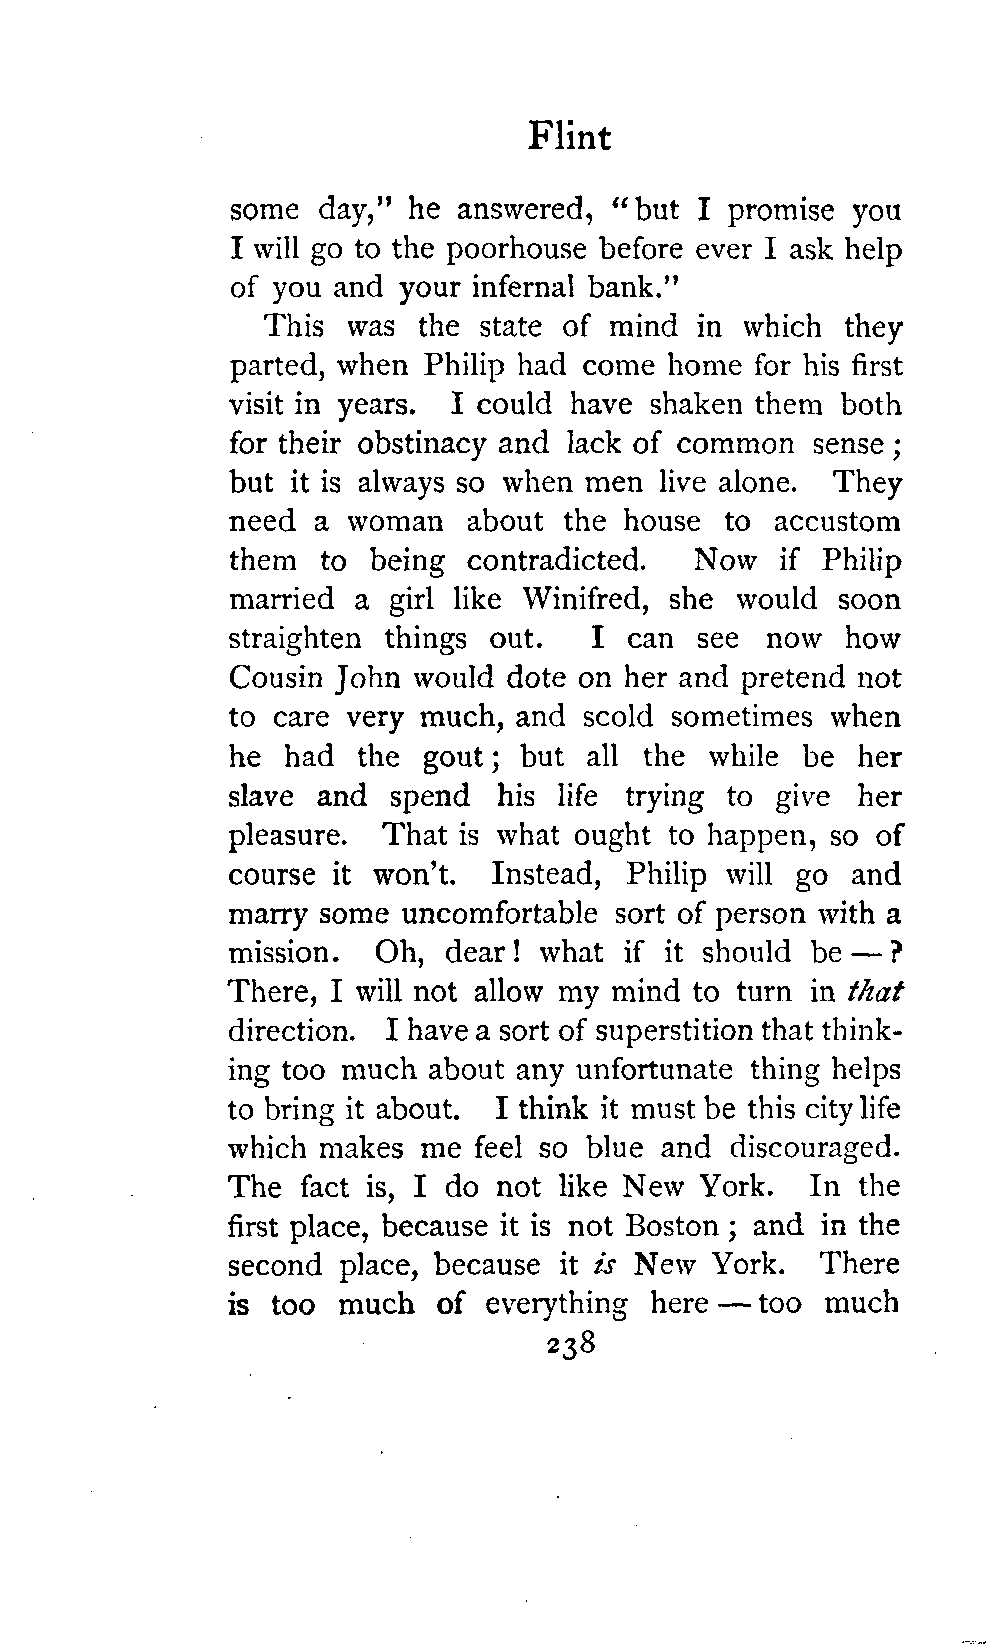 Flint
some day," he answered, "but I promise you
I will go to the poorhouse before ever I ask help
of you and your infernal bank."
This was the state of mind in which they
parted, when Philip had come home for his first
visit in years. I could have shaken them both
for their obstinacy and lack of common sense ;
but it is always so when men live alone. They
need a woman about the house to accustom
them to being contradicted. Now if Philip
married a girl like Winifred, she would soon
straighten things out. I can see now how
Cousin John would dote on her and pretend not
to care very much, and scold sometimes when
he had the gout ; but all the while be her
slave and spend his life trying to give her
pleasure. That is what ought to happen, so of
course it won't. Instead, Philip will go and
marry some uncomfortable sort of person with a
mission. Oh, dear ! what if it should be — ?
There, I will not allow my mind to turn in that
direction. I have a sort of superstition that think-
ing too much about any unfortunate thing helps
to bring it about. I think it must be this city life
which makes me feel so blue and discouraged.
The fact is, I do not like New York. In the
first place, because it is not Boston ; and in the
second place, because it is New York. There
is too much of everything here — too much
238